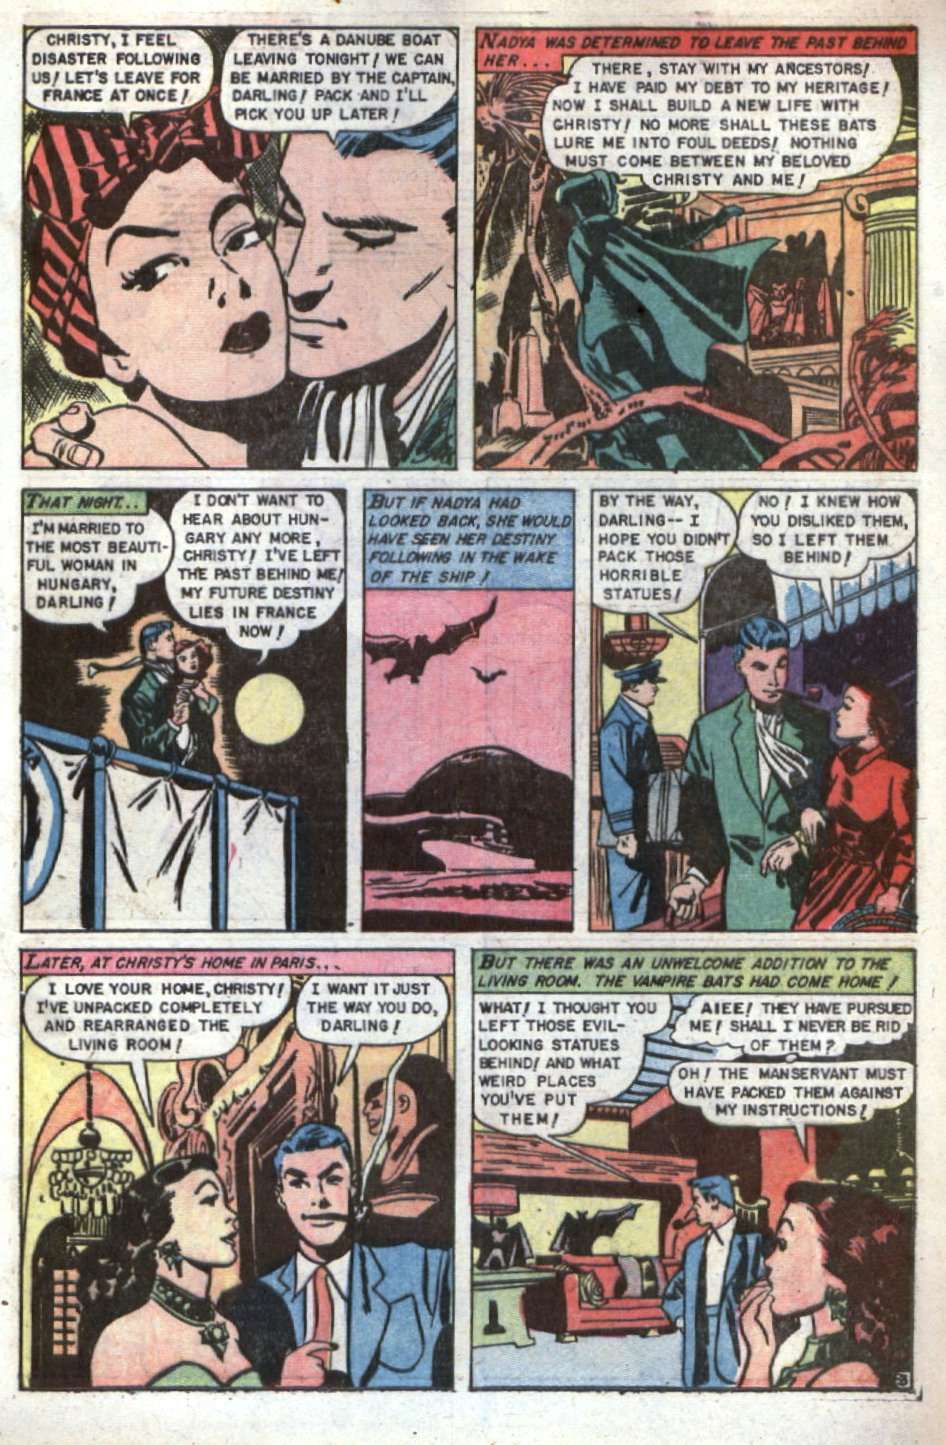 CHRISTY, I FEEL
DISASTER FOLLOWING
US! LET'S LEAVE FOR
FRANCE AT ONCE!
THERE'S A DANUBE BOAT
LEAVING TONIGHT! WE CAN
BE MARRIED BY THE CAPTAIN,
DARLING! PACK AND I'LL
PICK YOU UP LATER!
NADYA WAS DETERMINED TO LEAVE THE PAST BEHIND
HER...
THERE, STAY WITH MY ANCESTORS!
I HAVE PAID MY DEBT TO MY HERITAGE!
NOW I SHALL BUILD A NEW LIFE WITH
CHRISTY! NO MORE SHALL THESE BATS
LURE ME INTO FOUL DEEDS! NOTHING
MUST COME BETWEEN MY BELOVED
CHRISTY AND ME!
THAT NIGHT...
I'M MARRIED TO
THE MOST BEAUTI-
FUL WOMAN IN
HUNGARY,
DARLING!
I DON'T WANT TO
HEAR ABOUT HUN-
GARY ANY MORE,
CHRISTY! I'VE LEFT
THE PAST BEHIND ME!
MY FUTURE DESTINY
LIES IN FRANCE
NOW!
BUT IF NADYA HAD
LOOKED BACK, SHE WOULD
HAVE SEEN HER DESTINY
FOLLOWING IN THE WAKE
OF THE SHIP!
BY THE WAY,
DARLING-- I
HOPE YOU DIDN'T
PACK THOSE
HORRIBLE
STATUES!
NO! I KNEW HOW
YOU DISLIKED THEM,
SO I LEFT THEM
BEHIND!
LATER, AT CHRISTY'S HOME IN PARIS...
I LOVE YOUR HOME, CHRISTY!
I'VE UNPACKED COMPLETELY
AND REARRANGED THE
LIVING ROOM!
I WANT IT JUST
THE WAY YOU DO,
DARLING!
BUT THERE WAS AN UNWELCOME ADDITION TO THE
LIVING ROOM. THE VAMPIRE BATS HAD COME HOME!
WHAT! I THOUGHT YOU
LEFT THOSE EVIL-
LOOKING STATUES
BEHIND! AND WHAT
WEIRD PLACES
YOU'VE PUT
THEM!
AIEE! THEY HAVE PURSUED
ME! SHALL I NEVER BE RID
OF THEM?
OH! THE MANSERVANT MUST
HAVE PACKED THEM AGAINST
MY INSTRUCTIONS!
3